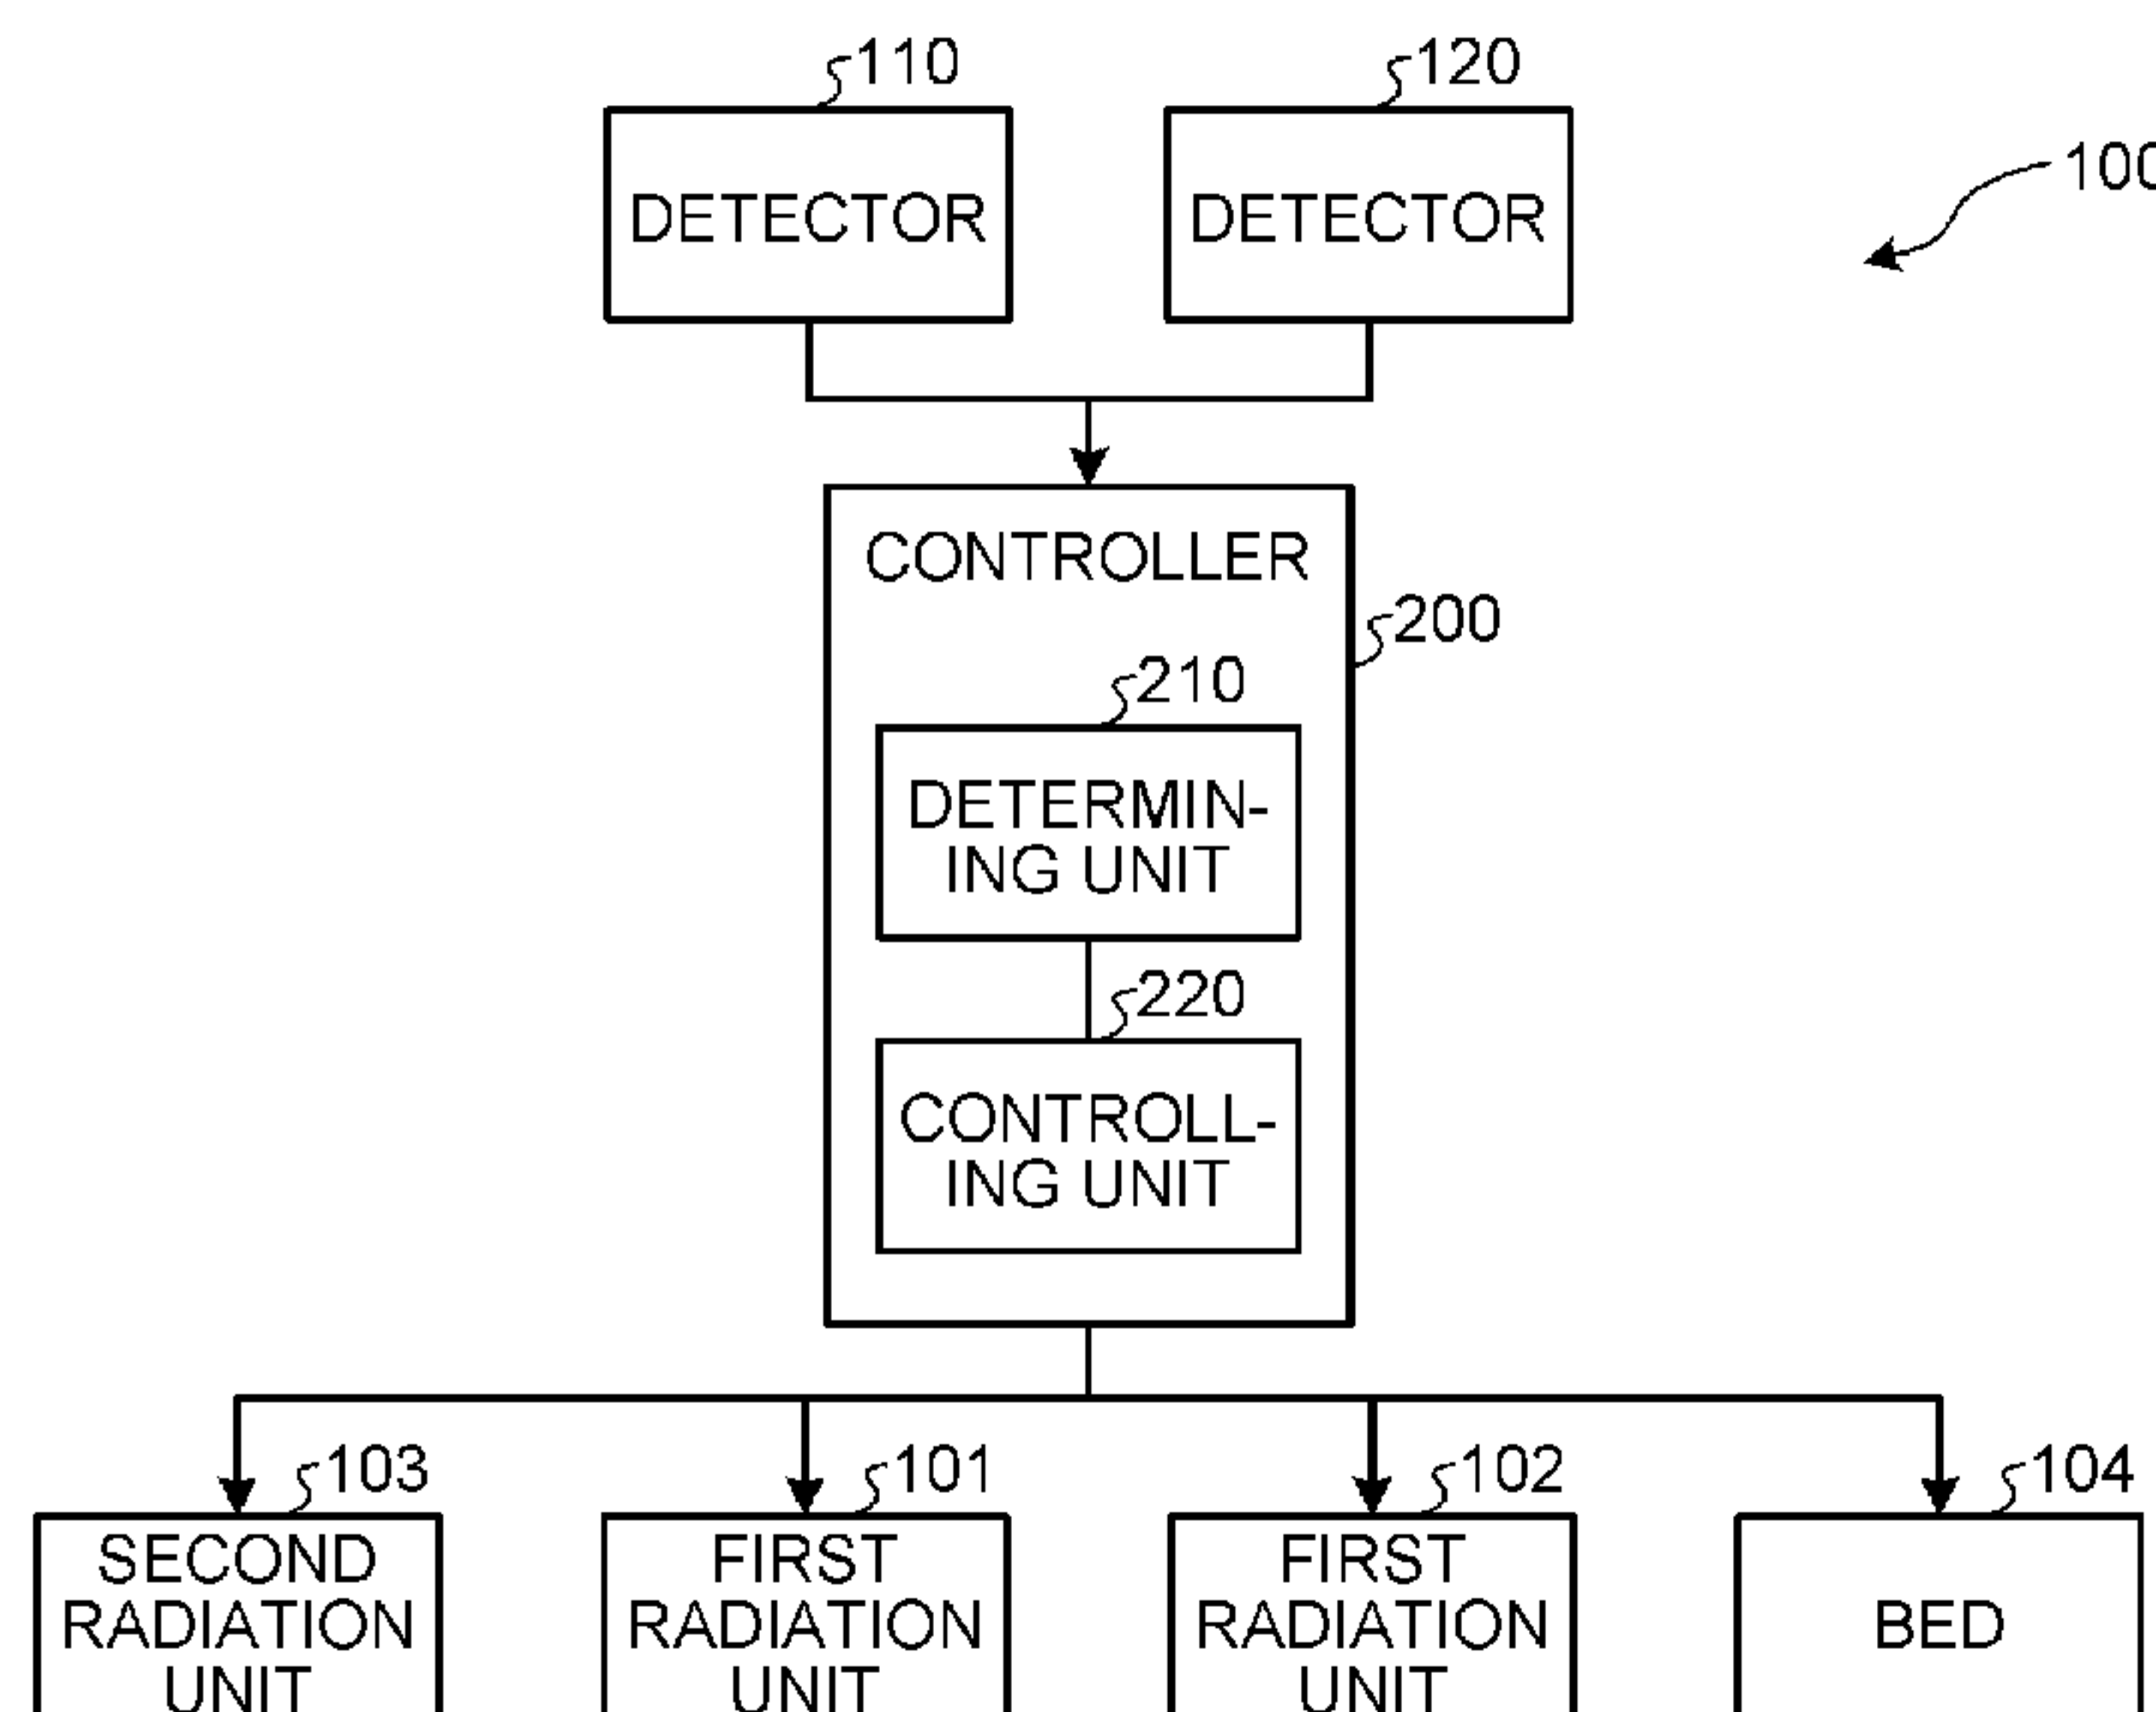 110
120
100
DETECTOR
DETECTOR
CONTROLLER
200
210
DETERMIN-
ING UNIT
220
CONTROLL-
ING UNIT
103
101
102
104
SECOND
RADIATION
UNIT
FIRST
RADIATION
UNIT
FIRST
RADIATION
UNIT
BED